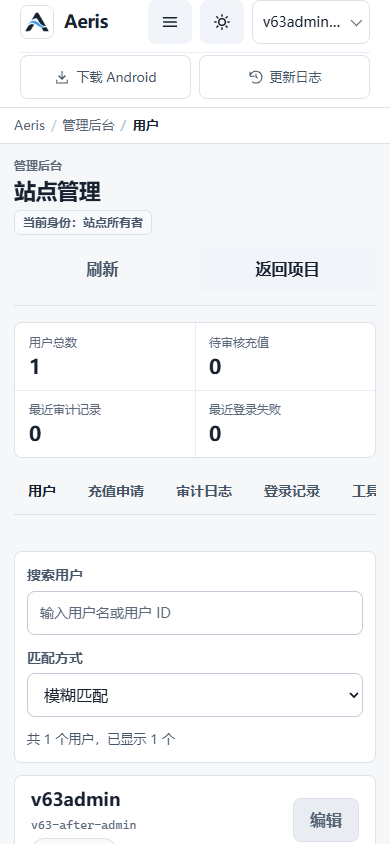 Aeris
v63admin...
下载 Android
更新日志
Aeris / 管理后台 / 用户
管理后台
站点管理
当前身份：站点所有者
刷新
返回项目
用户总数
1
待审核充值
0
最近审计记录
0
最近登录失败
0
用户 充值申请 审计日志 登录记录 工具
搜索用户
输入用户名或用户 ID
匹配方式
模糊匹配
共 1 个用户，已显示 1 个
v63admin
v63-after-admin
编辑